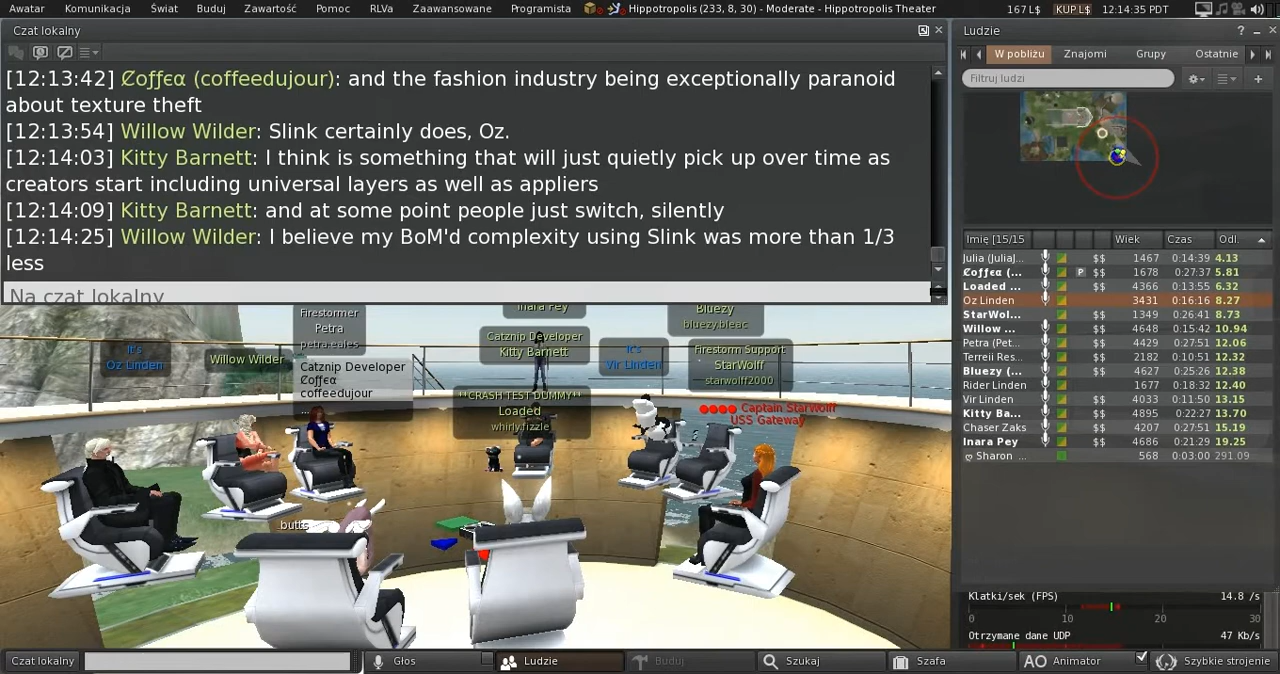 Awatar Komunikacja Świat Buduj Zawartość Pomoc RLVa Zaawansowane Programista Hippotropolis (233, 8, 30) - Moderate - Hippotropolis Theater 167 L$ KUP L$ 12:14:35 PDT
Czat lokalny
[12:13:42] Ȼσƒƒєα (coffeedujour): and the fashion industry being exceptionally paranoid
about texture theft
[12:13:54] Willow Wilder: Slink certainly does, Oz.
[12:14:03] Kitty Barnett: I think is something that will just quietly pick up over time as
creators start including universal layers as well as appliers
[12:14:09] Kitty Barnett: and at some point people just switch, silently
[12:14:25] Willow Wilder: I believe my BoM'd complexity using Slink was more than 1/3
less
Na czat lokalny
Firestormer
Petra
petra.eales
Inara Pey
Bluezy
bluezy.bleac
It's
Oz Linden
Willow Wilder
Catznip Developer
Ȼσƒƒєα
coffeedujour
...
Catznip Developer
Kitty Barnett
It's
Vir Linden
Firestorm Support
StarWolff
starwolff2000
**CRASH TEST DUMMY**
Loaded
whirly.fizzle
Captain StarWolff
USS Gateway
butts
Ludzie
W pobliżu Znajomi Grupy Ostatnie
Filtruj ludzi
Imię [15/15 Wiek Czas Odl.
Julia (JuliaJ... $$ 1467 0:14:39 4.13
Ȼσƒƒєα (... P $$ 1678 0:27:37 5.81
Loaded ... $$ 4366 0:13:55 6.32
Oz Linden 3431 0:16:16 8.27
StarWol... $$ 1349 0:26:41 8.73
Willow ... $$ 4648 0:15:42 10.94
Petra (Pet... $$ 4429 0:27:51 12.06
Terreii Res... $$ 2182 0:10:51 12.32
Bluezy (... $$ 4627 0:25:26 12.38
Rider Linden 1677 0:18:32 12.40
Vir Linden $$ 4033 0:11:50 13.15
Kitty Ba... $$ 4895 0:22:27 13.70
Chaser Zaks $$ 4207 0:27:51 15.19
Inara Pey $$ 4686 0:21:29 19.25
ღ Sharon ... 568 0:03:00 291.09
Klatki/sek (FPS) 14.8 /s
0 10 20 30
Otrzymane dane UDP 47 Kb/s
Czat lokalny Głos Ludzie Buduj Szukaj Szafa AO Animator Szybkie strojenie